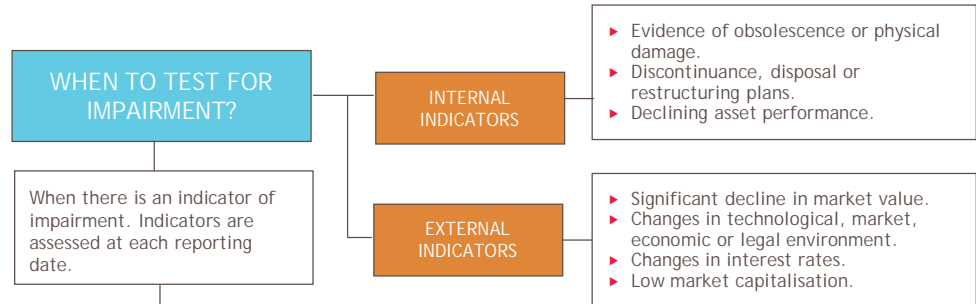 WHEN TO TEST FOR
IMPAIRMENT?
When there is an indicator of
impairment. Indicators are
assessed at each reporting
date.
INTERNAL
INDICATORS
► Evidence of obsolescence or physical
damage.
► Discontinuance, disposal or
restructuring plans.
► Declining asset performance.
EXTERNAL
INDICATORS
► Significant decline in market value.
► Changes in technological, market,
economic or legal environment.
► Changes in interest rates.
► Low market capitalisation.